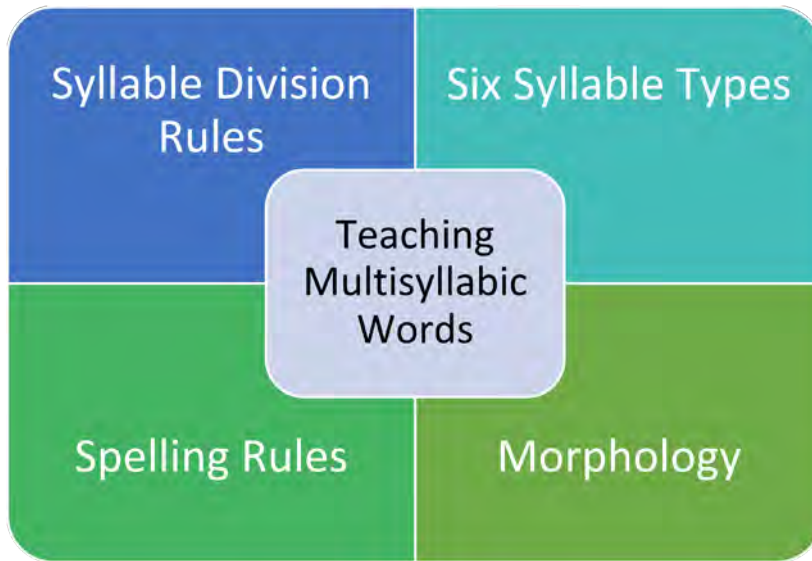 Syllable Division
Rules
Six Syllable Types
Teaching
Multisyllabic
Words
Spelling Rules
Morphology